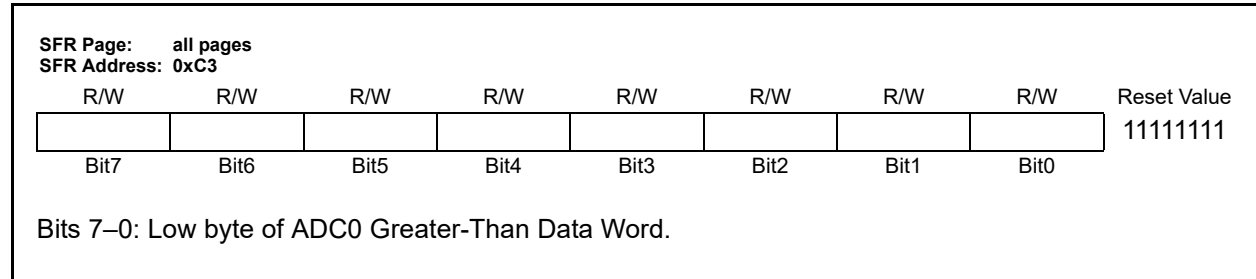 SFR Page: all pages
SFR Address: 0xC3
R/W R/W R/W R/W R/W R/W R/W R/W Reset Value
11111111
Bit7 Bit6 Bit5 Bit4 Bit3 Bit2 Bit1 Bit0
Bits 7–0: Low byte of ADC0 Greater-Than Data Word.